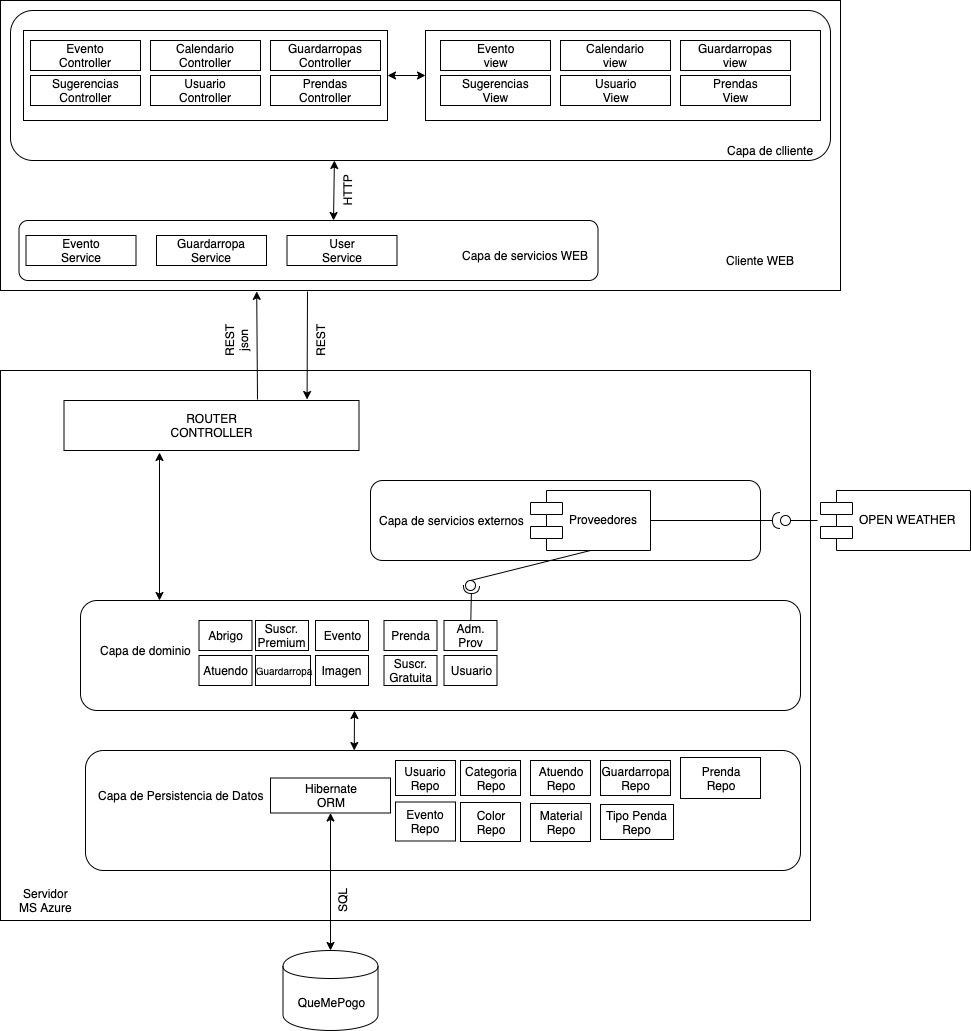 Evento
Controller
Calendario
Controller
Guardarropas
Controller
Sugerencias
Controller
Usuario
Controller
Prendas
Controller
Evento
view
Calendario
view
Guardarropas
view
Sugerencias
View
Usuario
View
Prendas
View
Capa de clliente
HTTP
Evento
Service
Guardarropa
Service
User
Service
Capa de servicios WEB
Cliente WEB
REST
json
REST
ROUTER
CONTROLLER
Capa de servicios externos
Proveedores
OPEN WEATHER
Capa de dominio
Abrigo
Suscr.
Premium
Evento
Prenda
Adm.
Prov
Atuendo
Guardarropa
Imagen
Suscr.
Gratuita
Usuario
Capa de Persistencia de Datos
Hibernate
ORM
Usuario
Repo
Categoria
Repo
Atuendo
Repo
Guardarropa
Repo
Prenda
Repo
Evento
Repo
Color
Repo
Material
Repo
Tipo Penda
Repo
Servidor
MS Azure
SQL
QueMePogo